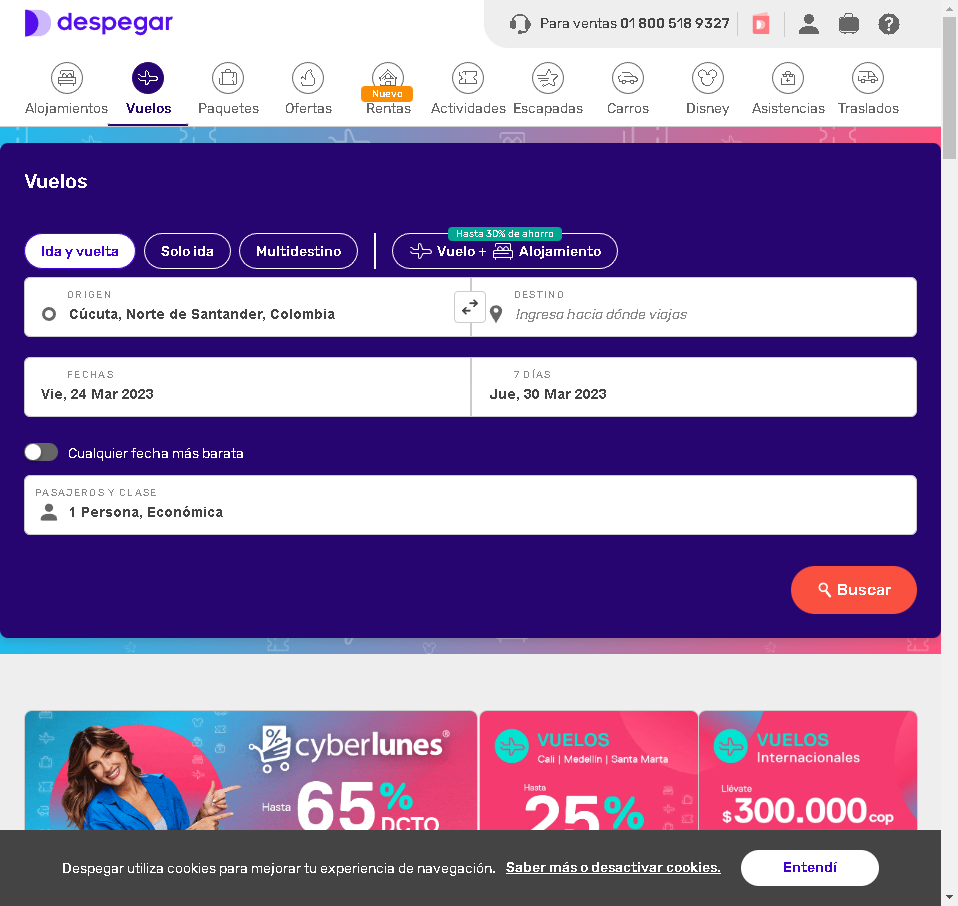 despegar
Para ventas 01 800 518 9327
Alojamientos
Vuelos
Paquetes
Ofertas
Nuevo
Rentas
Actividades
Escapadas
Carros
Disney
Asistencias
Traslados
Vuelos
Hasta 30% de ahorro
Ida y vuelta
Solo ida
Multidestino
Vuelo + Alojamiento
ORIGEN
Cúcuta, Norte de Santander, Colombia
DESTINO
Ingresa hacia dónde viajas
FECHAS
Vie, 24 Mar 2023
7 DÍAS
Jue, 30 Mar 2023
Cualquier fecha más barata
PASAJEROS Y CLASE
1 Persona, Económica
Buscar
cyberlunes®
Hasta 65% DCTO
VUELOS
Cali | Medellín | Santa Marta
Hasta
25%
VUELOS
Internacionales
Llévate
$300.000 COP
Despegar utiliza cookies para mejorar tu experiencia de navegación. Saber más o desactivar cookies.
Entendí